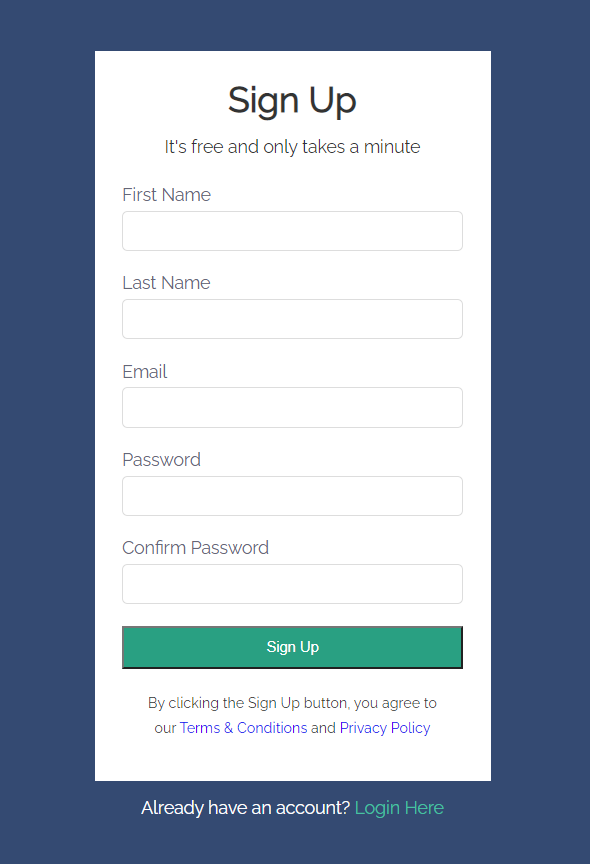 Sign Up
It's free and only takes a minute
First Name
Last Name
Email
Password
Confirm Password
Sign Up
By clicking the Sign Up button, you agree to
our Terms & Conditions and Privacy Policy
Already have an account? Login Here